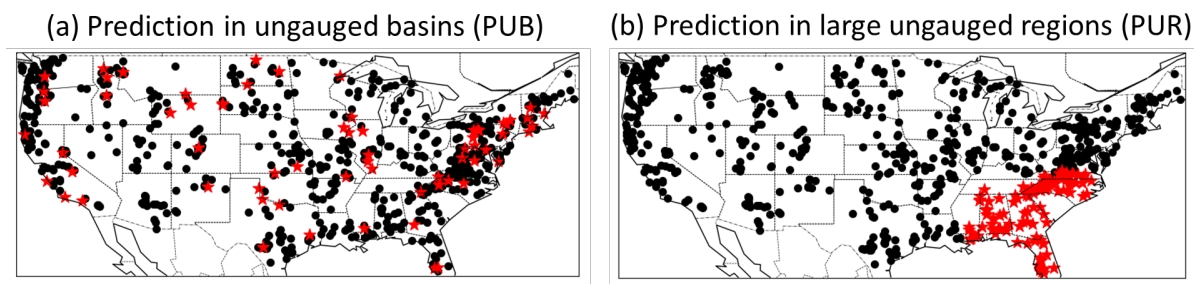 (a) Prediction in ungauged basins (PUB)
(b) Prediction in large ungauged regions (PUR)